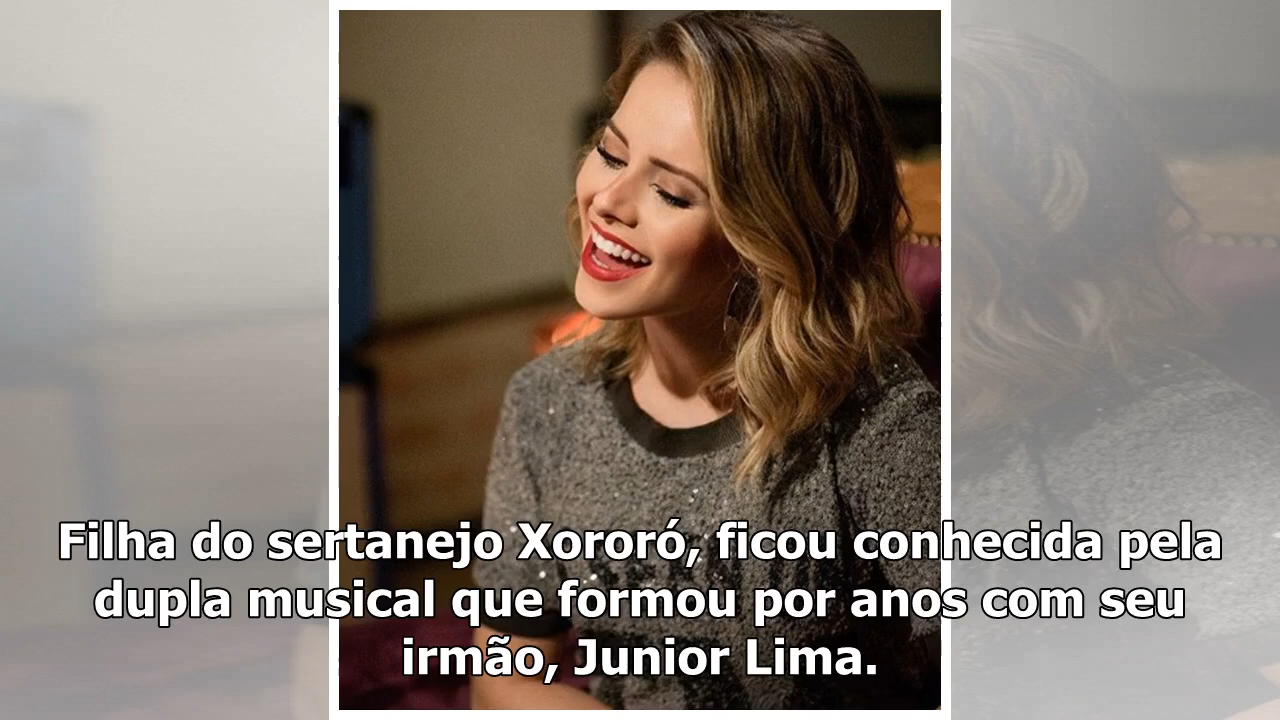 Filha do sertanejo Xororó, ficou conhecida pela
dupla musical que formou por anos com seu
irmão, Junior Lima.